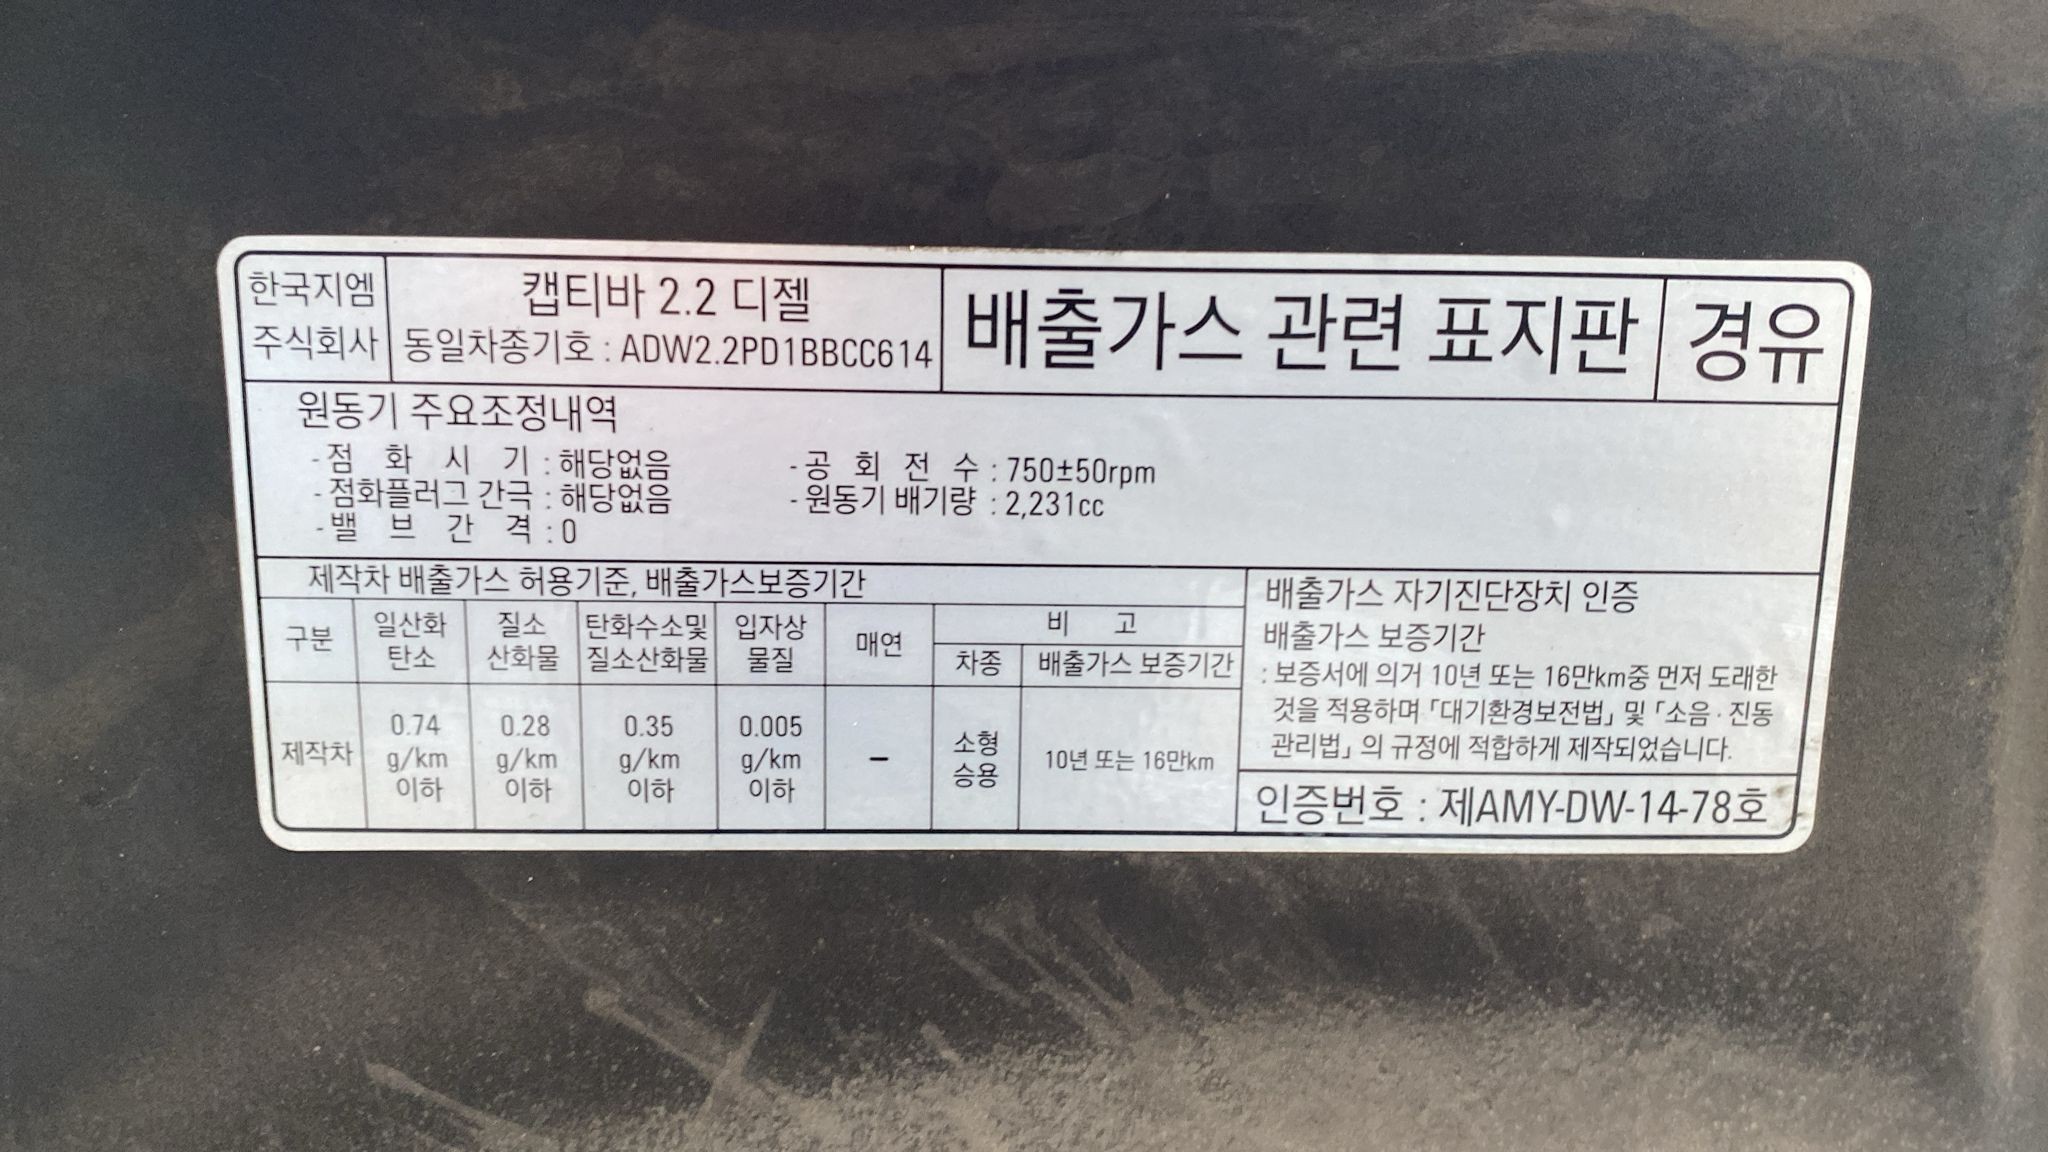 한국지엠
주식회사
캡티바 2.2 디젤
동일차종기호 : ADW2.2PD1BBCC614
배출가스 관련 표지판
경유
원동기 주요조정내역
- 점 화 시 기 : 해당없음
- 점화플러그 간극 : 해당없음
- 밸 브 간 격 : 0
- 공 회 전 수 : 750±50rpm
- 원동기 배기량 : 2,231cc
제작차 배출가스 허용기준, 배출가스보증기간
구분
일산화
탄소
질소
산화물
탄화수소및
질소산화물
입자상
물질
매연
비 고
차종
배출가스 보증기간
제작차
0.74
g/km
이하
0.28
g/km
이하
0.35
g/km
이하
0.005
g/km
이하
–
소형
승용
10년 또는 16만km
배출가스 자기진단장치 인증
배출가스 보증기간
: 보증서에 의거 10년 또는 16만km중 먼저 도래한
것을 적용하며 「대기환경보전법」 및 「소음·진동
관리법」의 규정에 적합하게 제작되었습니다.
인증번호 : 제AMY-DW-14-78호